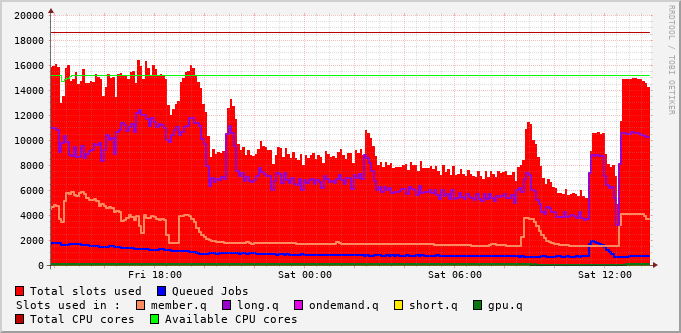 RRDTOOL / TOBI OETIKER
20000
18000
16000
14000
12000
10000
8000
6000
4000
2000
0
Fri 18:00 Sat 00:00 Sat 06:00 Sat 12:00
Total slots used Queued Jobs
Slots used in : member.q long.q ondemand.q short.q gpu.q
Total CPU cores Available CPU cores